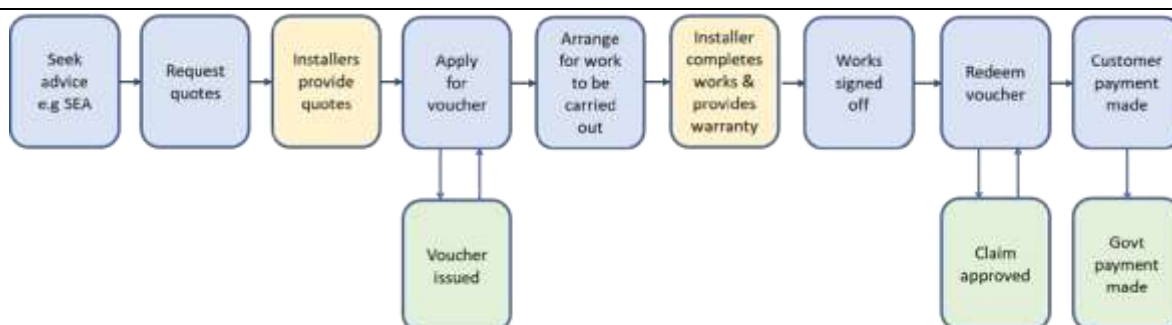 Seek
advice
e.g SEA
Request
quotes
Installers
provide
quotes
Apply
for
voucher
Arrange
for work
to be
carried
out
Installer
completes
works &
provides
warranty
Works
signed
off
Redeem
voucher
Customer
payment
made
Voucher
issued
Claim
approved
Govt
payment
made